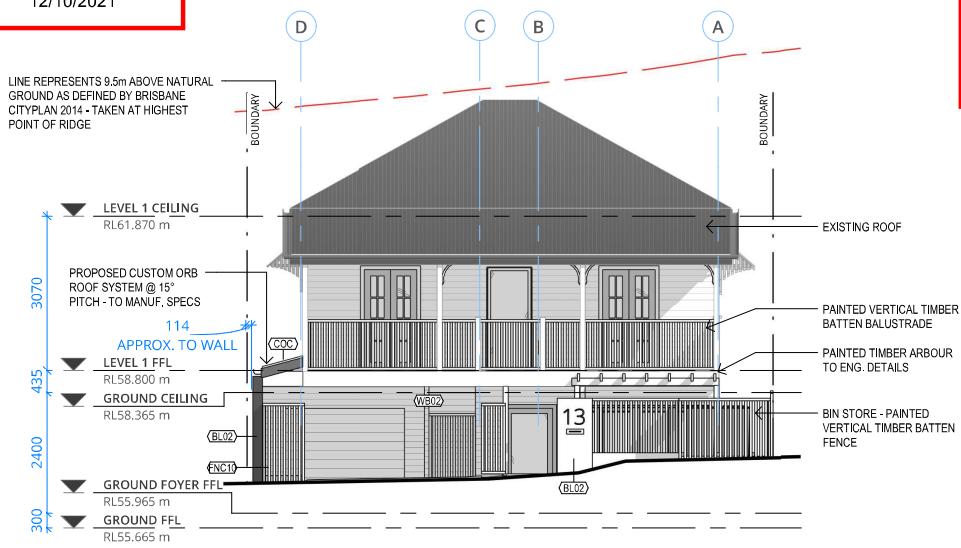 12/10/2021
D
C
B
A
LINE REPRESENTS 9.5m ABOVE NATURAL
GROUND AS DEFINED BY BRISBANE
CITYPLAN 2014 - TAKEN AT HIGHEST
POINT OF RIDGE
BOUNDARY
BOUNDARY
LEVEL 1 CEILING
RL61.870 m
EXISTING ROOF
PROPOSED CUSTOM ORB
ROOF SYSTEM @ 15°
PITCH - TO MANUF. SPECS
3070
114
APPROX. TO WALL
COC
PAINTED VERTICAL TIMBER
BATTEN BALUSTRADE
PAINTED TIMBER ARBOUR
TO ENG. DETAILS
LEVEL 1 FFL
RL58.800 m
435
GROUND CEILING
RL58.365 m
WB02
13
BIN STORE - PAINTED
VERTICAL TIMBER BATTEN
FENCE
BL02
2400
FNC10
BL02
GROUND FOYER FFL
RL55.965 m
300
GROUND FFL
RL55.665 m